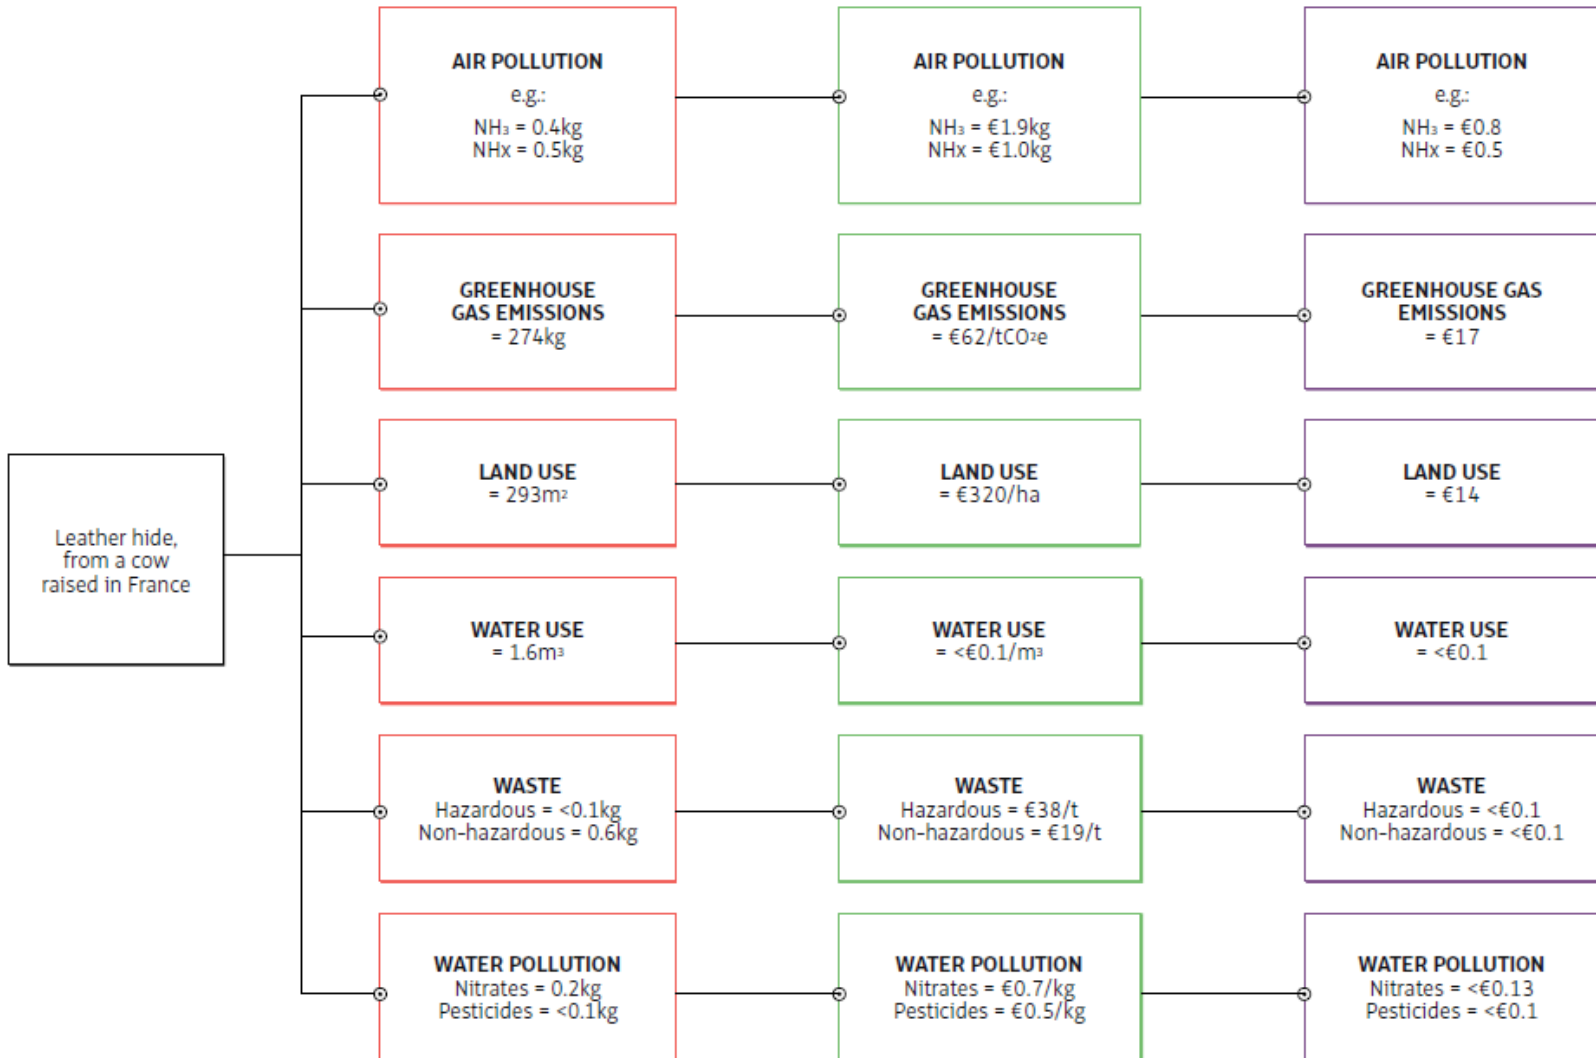 AIR POLLUTION
e.g.:
NH₃ = 0.4kg
NHx = 0.5kg
AIR POLLUTION
e.g.:
NH₃ = €1.9kg
NHx = €1.0kg
AIR POLLUTION
e.g.:
NH₃ = €0.8
NHx = €0.5
GREENHOUSE
GAS EMISSIONS
= 274kg
GREENHOUSE
GAS EMISSIONS
= €62/tCO²e
GREENHOUSE GAS
EMISSIONS
= €17
LAND USE
= 293m²
LAND USE
= €320/ha
LAND USE
= €14
Leather hide,
from a cow
raised in France
WATER USE
= 1.6m³
WATER USE
= <€0.1/m³
WATER USE
= <€0.1
WASTE
Hazardous = <0.1kg
Non-hazardous = 0.6kg
WASTE
Hazardous = €38/t
Non-hazardous = €19/t
WASTE
Hazardous = <€0.1
Non-hazardous = <€0.1
WATER POLLUTION
Nitrates = 0.2kg
Pesticides = <0.1kg
WATER POLLUTION
Nitrates = €0.7/kg
Pesticides = €0.5/kg
WATER POLLUTION
Nitrates = <€0.13
Pesticides = <€0.1